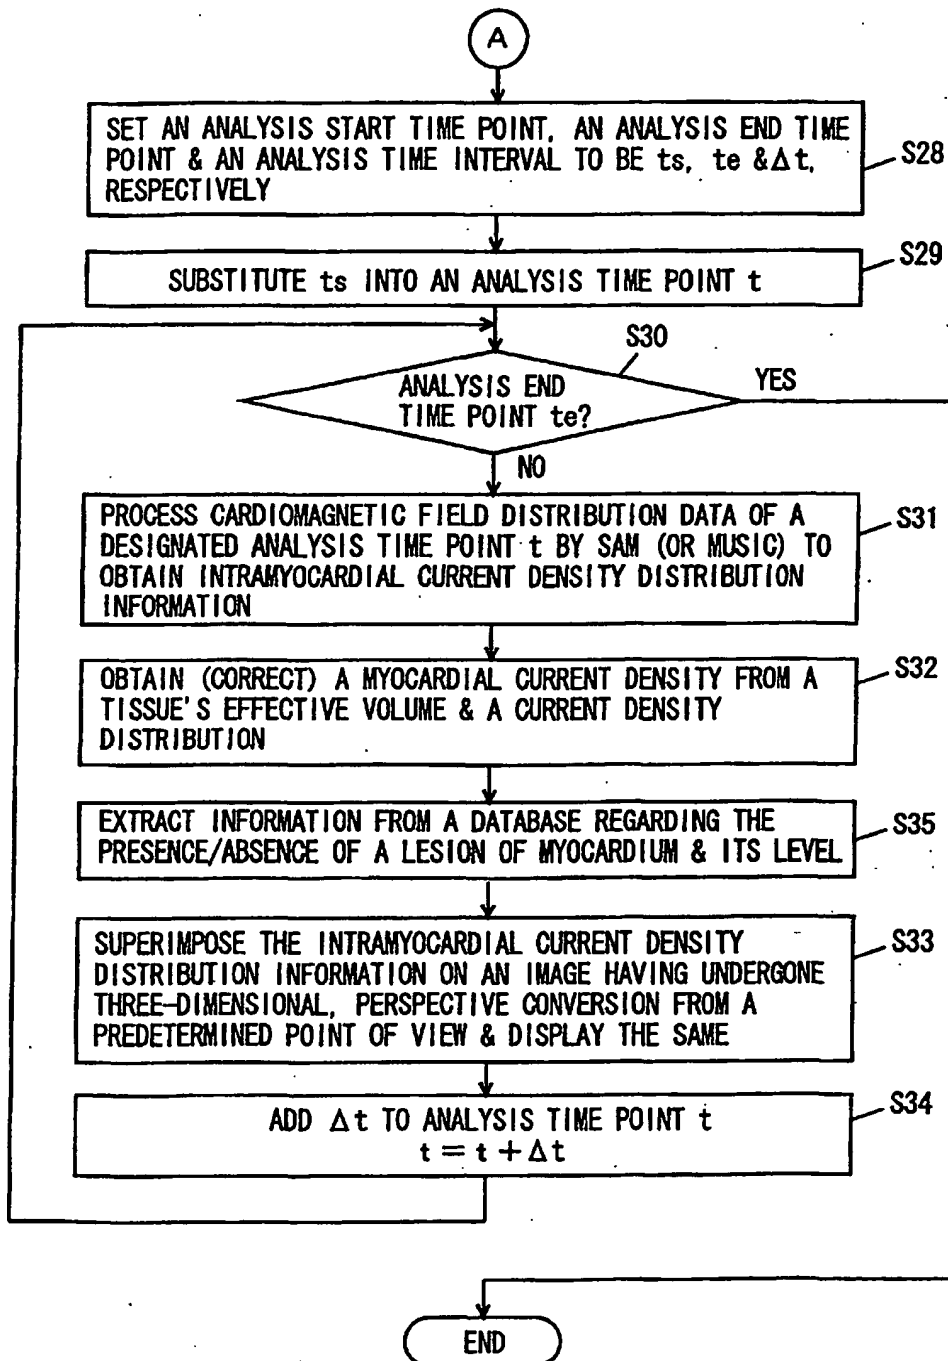 A
SET AN ANALYSIS START TIME POINT, AN ANALYSIS END TIME
POINT & AN ANALYSIS TIME INTERVAL TO BE ts, te &Δt,
RESPECTIVELY
S28
SUBSTITUTE ts INTO AN ANALYSIS TIME POINT t
S29
S30
ANALYSIS END
TIME POINT te?
YES
NO
PROCESS CARDIOMAGNETIC FIELD DISTRIBUTION DATA OF A
DESIGNATED ANALYSIS TIME POINT t BY SAM (OR MUSIC) TO
OBTAIN INTRAMYOCARDIAL CURRENT DENSITY DISTRIBUTION
INFORMATION
S31
OBTAIN (CORRECT) A MYOCARDIAL CURRENT DENSITY FROM A
TISSUE'S EFFECTIVE VOLUME & A CURRENT DENSITY
DISTRIBUTION
S32
EXTRACT INFORMATION FROM A DATABASE REGARDING THE
PRESENCE/ABSENCE OF A LESION OF MYOCARDIUM & ITS LEVEL
S35
SUPERIMPOSE THE INTRAMYOCARDIAL CURRENT DENSITY
DISTRIBUTION INFORMATION ON AN IMAGE HAVING UNDERGONE
THREE-DIMENSIONAL, PERSPECTIVE CONVERSION FROM A
PREDETERMINED POINT OF VIEW & DISPLAY THE SAME
S33
ADD Δt TO ANALYSIS TIME POINT t
t = t + Δt
S34
END